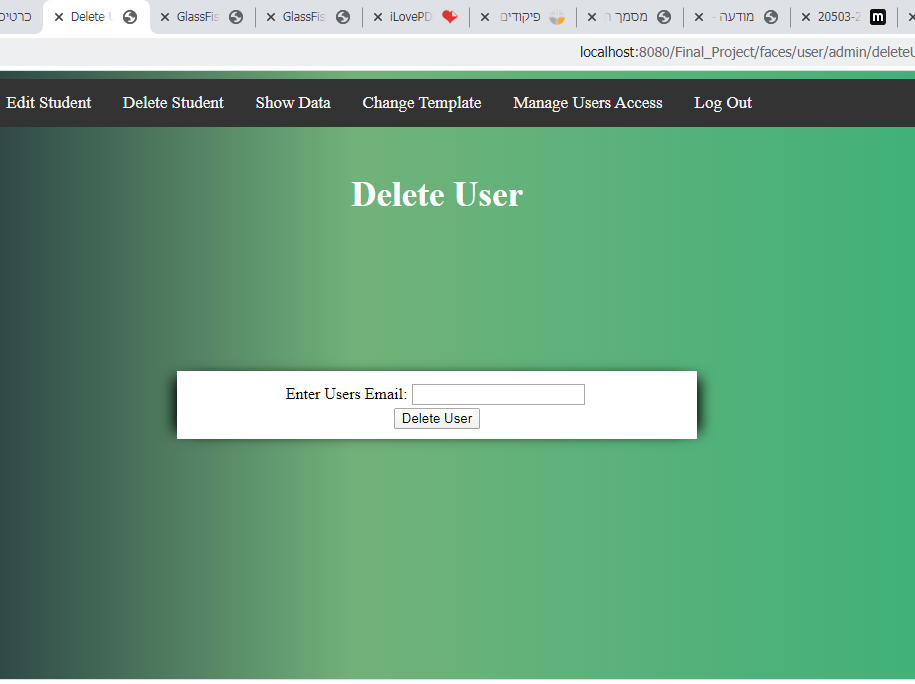 כרטיס
Delete
GlassFis
GlassFis
iLovePD
פיקודים
מסמך
מודעה -
20503-2
m
localhost:8080/Final_Project/faces/user/admin/delete
Edit Student Delete Student Show Data Change Template Manage Users Access Log Out
Delete User
Enter Users Email:
Delete User